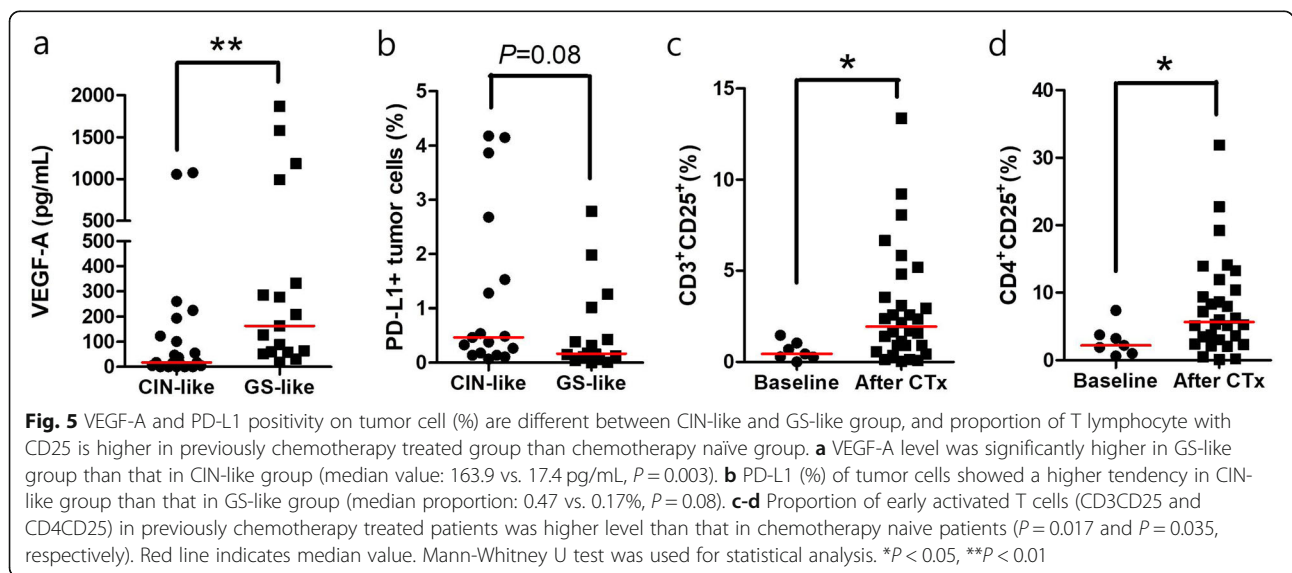 a
**
VEGF-A (pg/mL)
2000
1500
1000
500
500
400
300
200
100
0
CIN-like GS-like
b
P=0.08
PD-L1+ tumor cells (%)
5
4
3
2
1
0
CIN-like GS-like
c
*
CD3+CD25+(%)
15
10
5
0
Baseline After CTx
d
*
CD4+CD25+(%)
40
30
20
10
0
Baseline After CTx
Fig. 5 VEGF-A and PD-L1 positivity on tumor cell (%) are different between CIN-like and GS-like group, and proportion of T lymphocyte with
CD25 is higher in previously chemotherapy treated group than chemotherapy naïve group. a VEGF-A level was significantly higher in GS-like
group than that in CIN-like group (median value: 163.9 vs. 17.4 pg/mL, P = 0.003). b PD-L1 (%) of tumor cells showed a higher tendency in CIN-
like group than that in GS-like group (median proportion: 0.47 vs. 0.17%, P = 0.08). c-d Proportion of early activated T cells (CD3CD25 and
CD4CD25) in previously chemotherapy treated patients was higher level than that in chemotherapy naive patients (P = 0.017 and P = 0.035,
respectively). Red line indicates median value. Mann-Whitney U test was used for statistical analysis. *P < 0.05, **P < 0.01